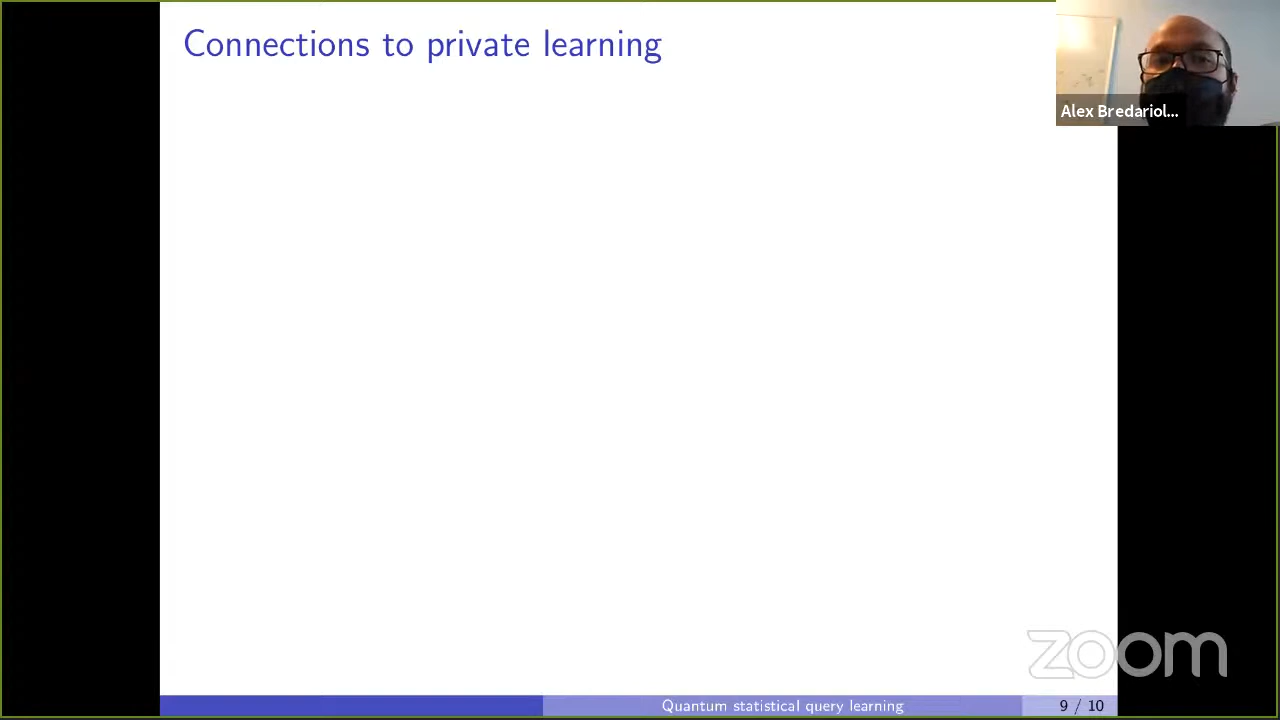 Connections to private learning
Alex Bredariol...
zoom
Quantum statistical query learning
9 / 10